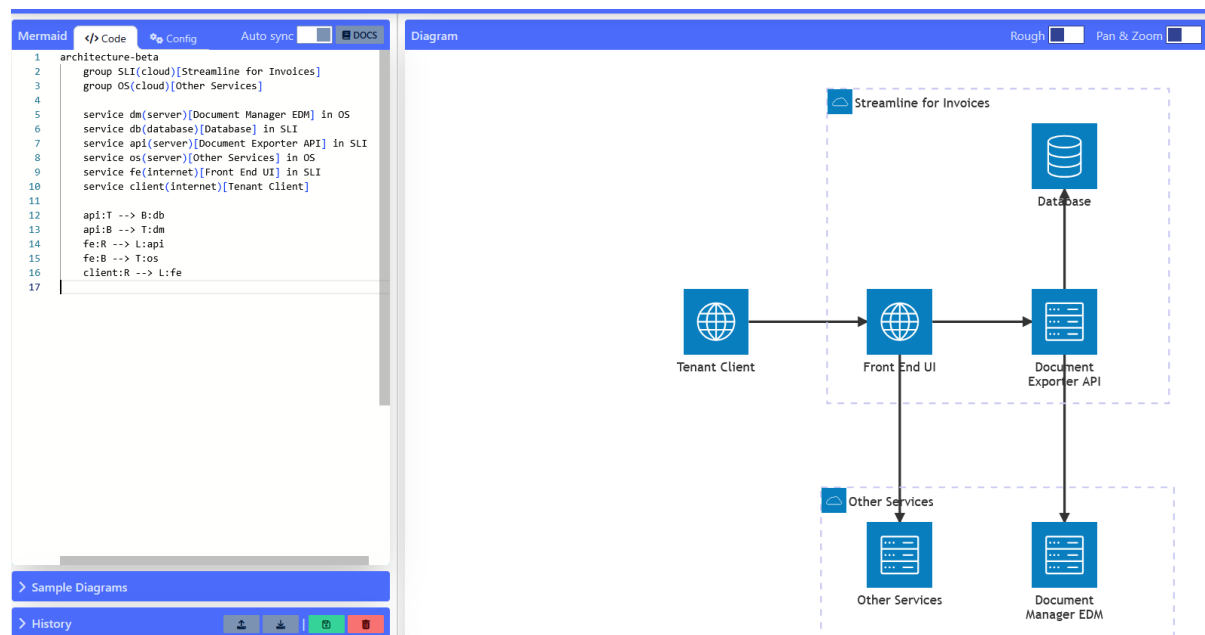 Mermaid
</> Code
Config
Auto sync
DOCS
1 architecture-beta
2 group SLI(cloud)[Streamline for Invoices]
3 group OS(cloud)[Other Services]
4
5 service dm(server)[Document Manager EDM] in OS
6 service db(database)[Database] in SLI
7 service api(server)[Document Exporter API] in SLI
8 service os(server)[Other Services] in OS
9 service fe(internet)[Front End UI] in SLI
10 service client(internet)[Tenant Client]
11
12 api:T --> B:db
13 api:B --> T:dm
14 fe:R --> L:api
15 fe:B --> T:os
16 client:R --> L:fe
17
Sample Diagrams
History
Diagram
Rough
Pan & Zoom
Streamline for Invoices
Database
Tenant Client
Front End UI
Document
Exporter API
Other Services
Other Services
Document
Manager EDM